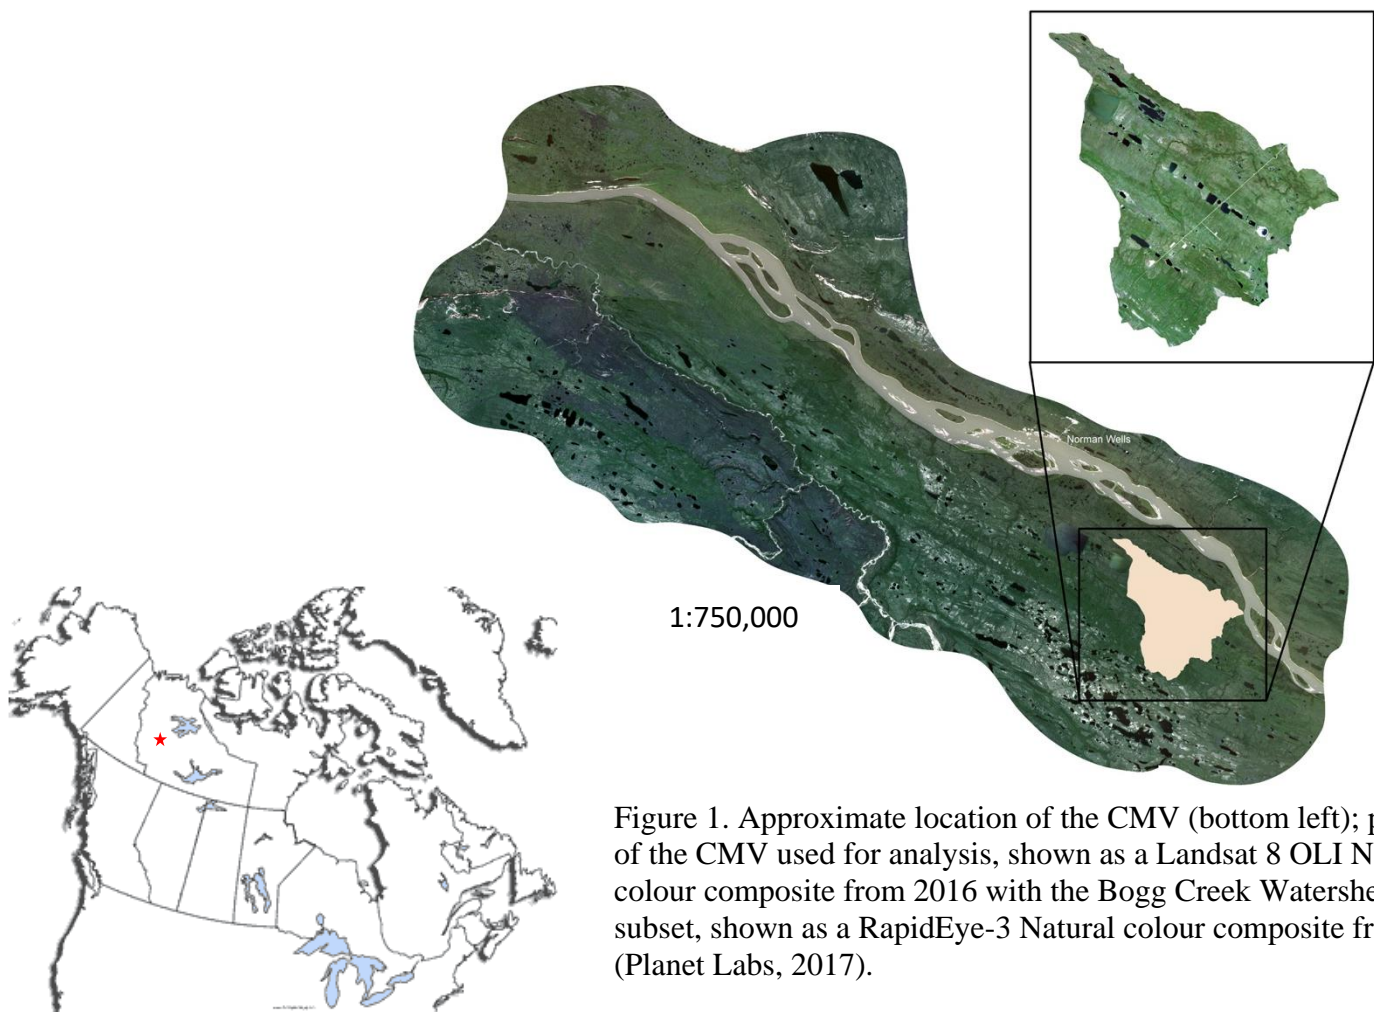 Norman Wells
1:750,000
Figure 1. Approximate location of the CMV (bottom left);
of the CMV used for analysis, shown as a Landsat 8 OLI
colour composite from 2016 with the Bogg Creek
subset, shown as a RapidEye-3 Natural colour composite
(Planet Labs, 2017).